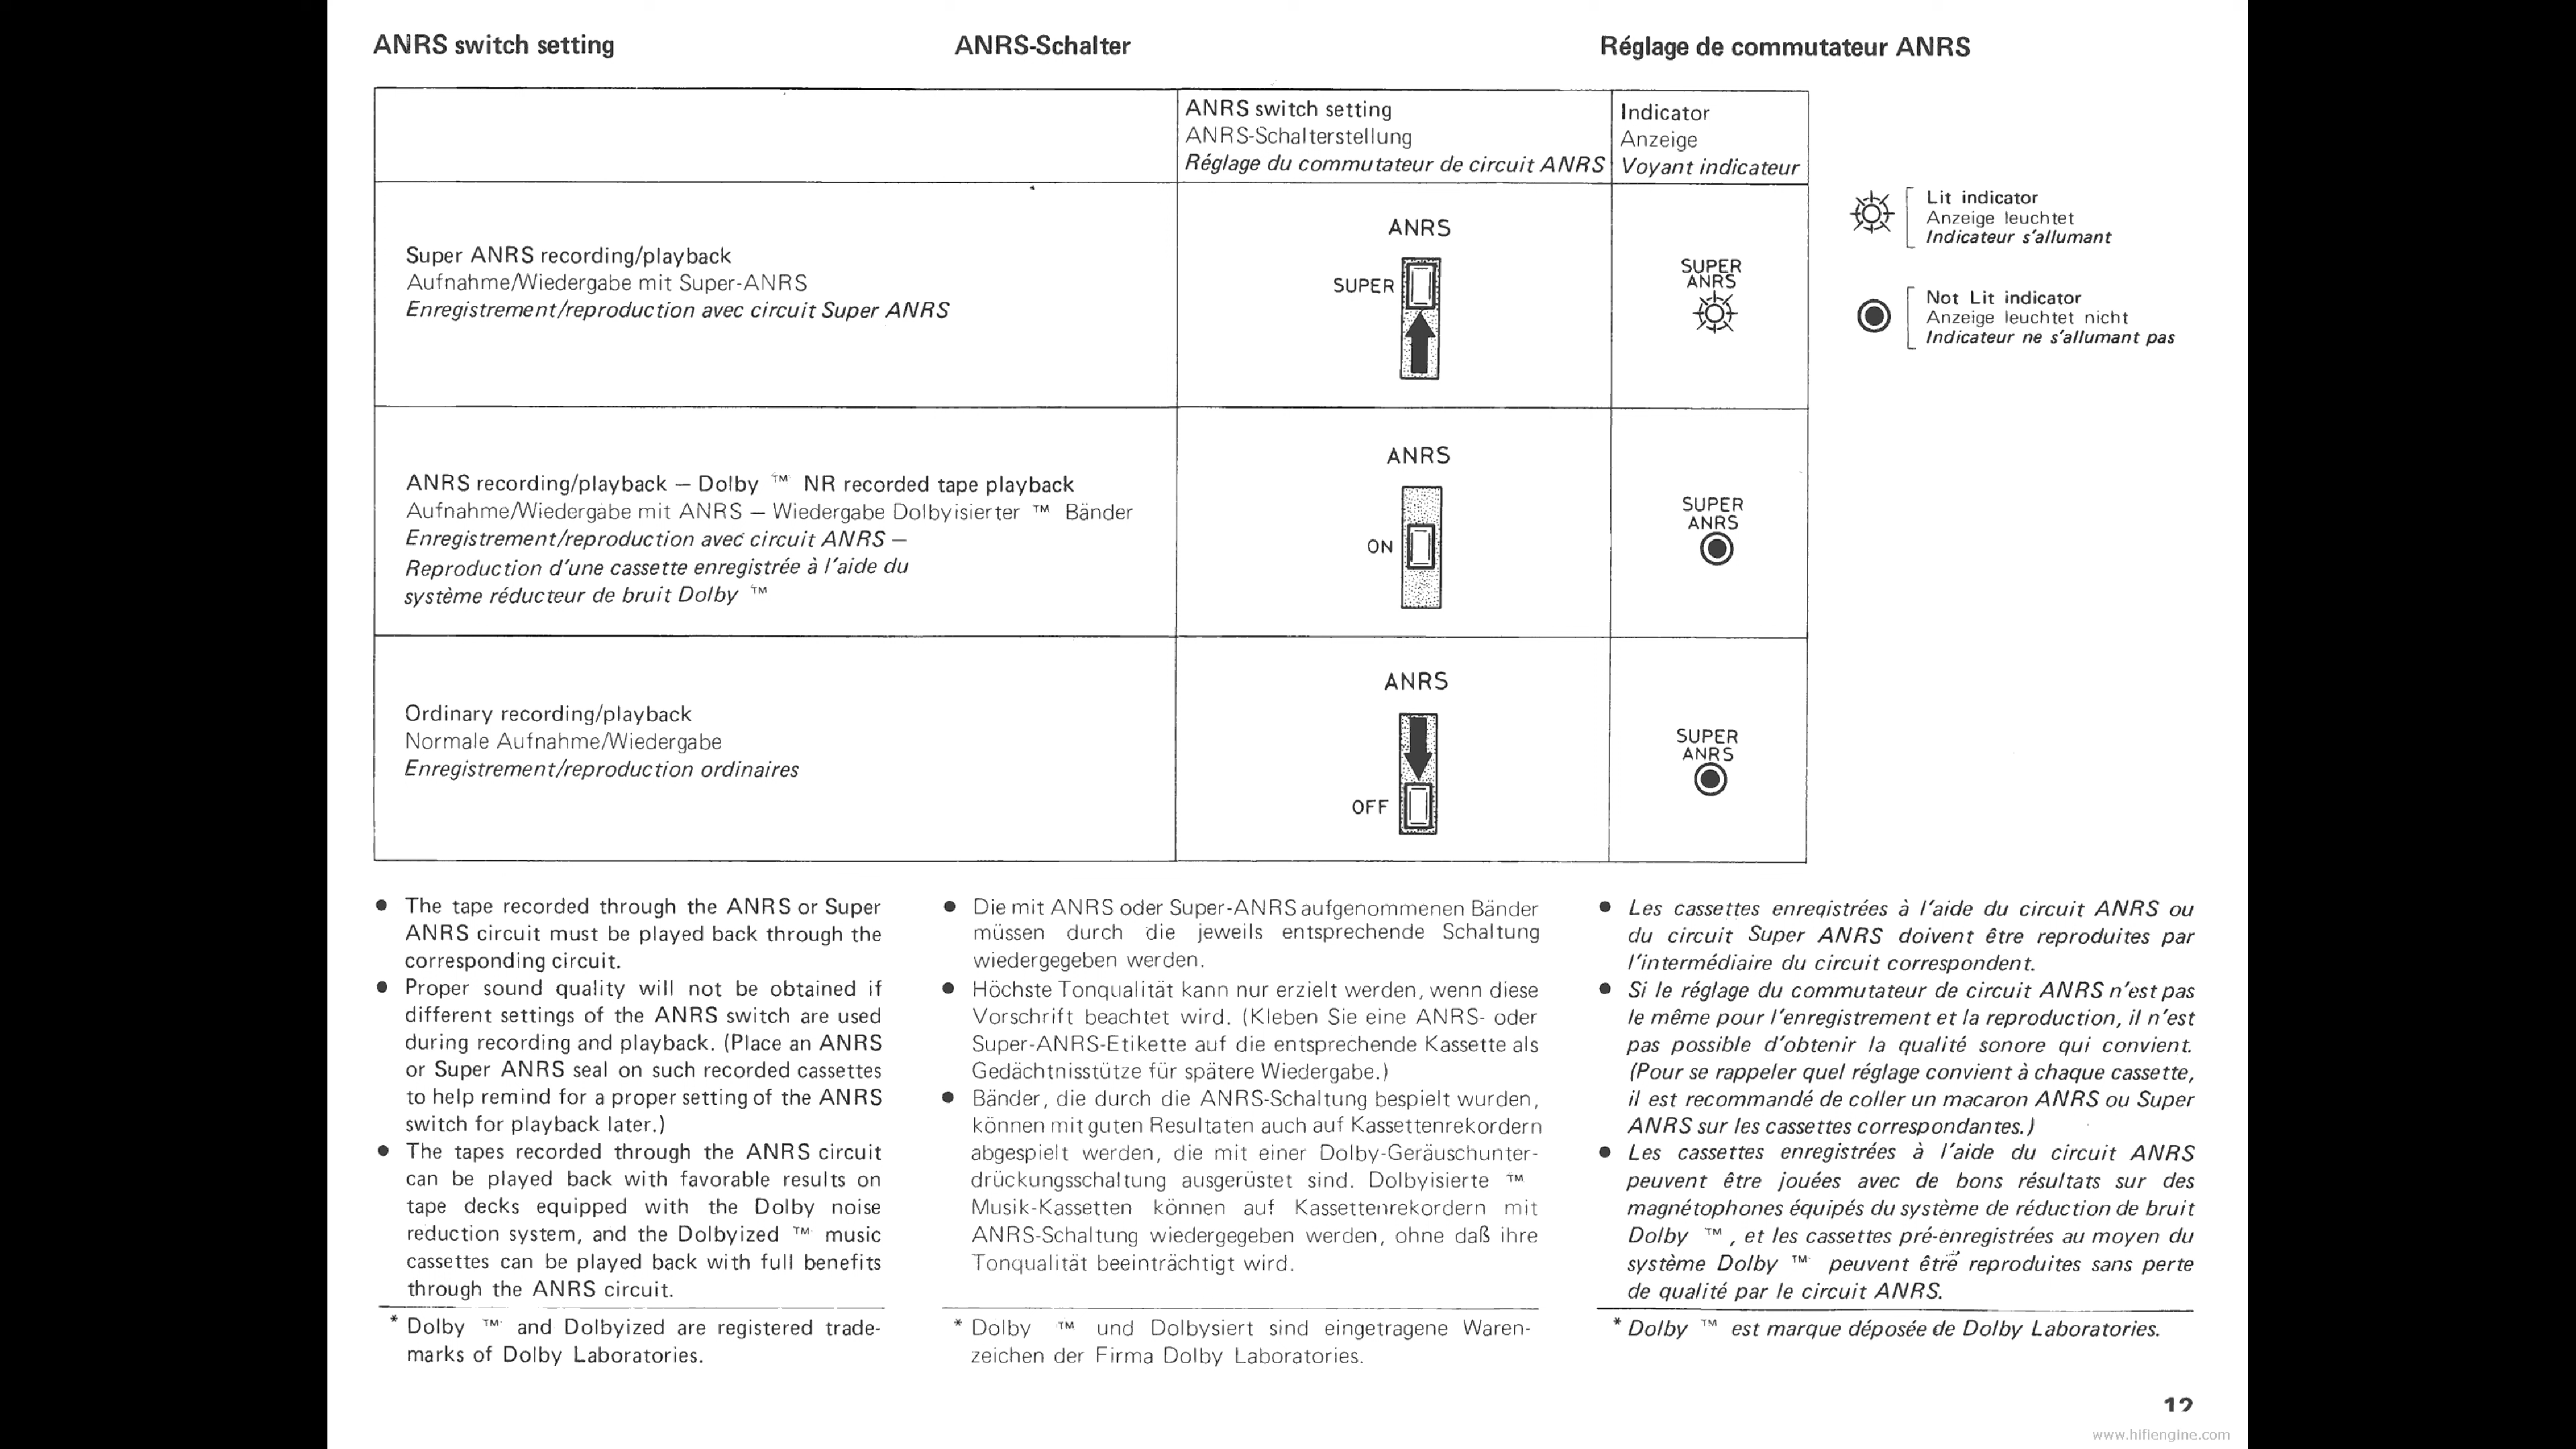 ANRS switch setting
ANRS-Schalter
Réglage de commutateur ANRS
ANRS switch setting
ANRS-Schalterstellung
Réglage du commutateur de circuit ANRS
Indicator
Anzeige
Voyant indicateur
Lit indicator
Anzeige leuchtet
Indicateur s'allumant
Not Lit indicator
Anzeige leuchtet nicht
Indicateur ne s'allumant pas
Super ANRS recording/playback
Aufnahme/Wiedergabe mit Super-ANRS
Enregistrement/reproduction avec circuit Super ANRS
ANRS
SUPER
SUPER
ANRS
ANRS recording/playback — Dolby ™ NR recorded tape playback
Aufnahme/Wiedergabe mit ANRS — Wiedergabe Dolbyisierter ™ Bänder
Enregistrement/reproduction avec circuit ANRS —
Reproduction d'une cassette enregistrée à l'aide du
système réducteur de bruit Dolby ™
ANRS
ON
SUPER
ANRS
Ordinary recording/playback
Normale Aufnahme/Wiedergabe
Enregistrement/reproduction ordinaires
ANRS
OFF
SUPER
ANRS
● The tape recorded through the ANRS or Super
ANRS circuit must be played back through the
corresponding circuit.
● Proper sound quality will not be obtained if
different settings of the ANRS switch are used
during recording and playback. (Place an ANRS
or Super ANRS seal on such recorded cassettes
to help remind for a proper setting of the ANRS
switch for playback later.)
● The tapes recorded through the ANRS circuit
can be played back with favorable results on
tape decks equipped with the Dolby noise
reduction system, and the Dolbyized ™ music
cassettes can be played back with full benefits
through the ANRS circuit.
* Dolby ™ and Dolbyized are registered trade-
marks of Dolby Laboratories.
● Die mit ANRS oder Super-ANRS aufgenommenen Bänder
müssen durch die jeweils entsprechende Schaltung
wiedergegeben werden.
● Höchste Tonqualität kann nur erzielt werden, wenn diese
Vorschrift beachtet wird. (Kleben Sie eine ANRS- oder
Super-ANRS-Etikette auf die entsprechende Kassette als
Gedächtnisstütze für spätere Wiedergabe.)
● Bänder, die durch die ANRS-Schaltung bespielt wurden,
können mit guten Resultaten auch auf Kassettenrekordern
abgespielt werden, die mit einer Dolby-Geräuschunter-
drückungsschaltung ausgerüstet sind. Dolbyisierte ™
Musik-Kassetten können auf Kassettenrekordern mit
ANRS-Schaltung wiedergegeben werden, ohne daß ihre
Tonqualität beeinträchtigt wird.
* Dolby ™ und Dolbysiert sind eingetragene Waren-
zeichen der Firma Dolby Laboratories.
● Les cassettes enregistrées à l'aide du circuit ANRS ou
du circuit Super ANRS doivent être reproduites par
l'intermédiaire du circuit correspondent.
● Si le réglage du commutateur de circuit ANRS n'est pas
le même pour l'enregistrement et la reproduction, il n'est
pas possible d'obtenir la qualité sonore qui convient.
(Pour se rappeler quel réglage convient à chaque cassette,
il est recommandé de coller un macaron ANRS ou Super
ANRS sur les cassettes correspondantes.)
● Les cassettes enregistrées à l'aide du circuit ANRS
peuvent être jouées avec de bons résultats sur des
magnétophones équipés du système de réduction de bruit
Dolby ™ , et les cassettes pré-enregistrées au moyen du
système Dolby ™ peuvent être reproduites sans perte
de qualité par le circuit ANRS.
* Dolby ™ est marque déposée de Dolby Laboratories.
12
www.hifiengine.com